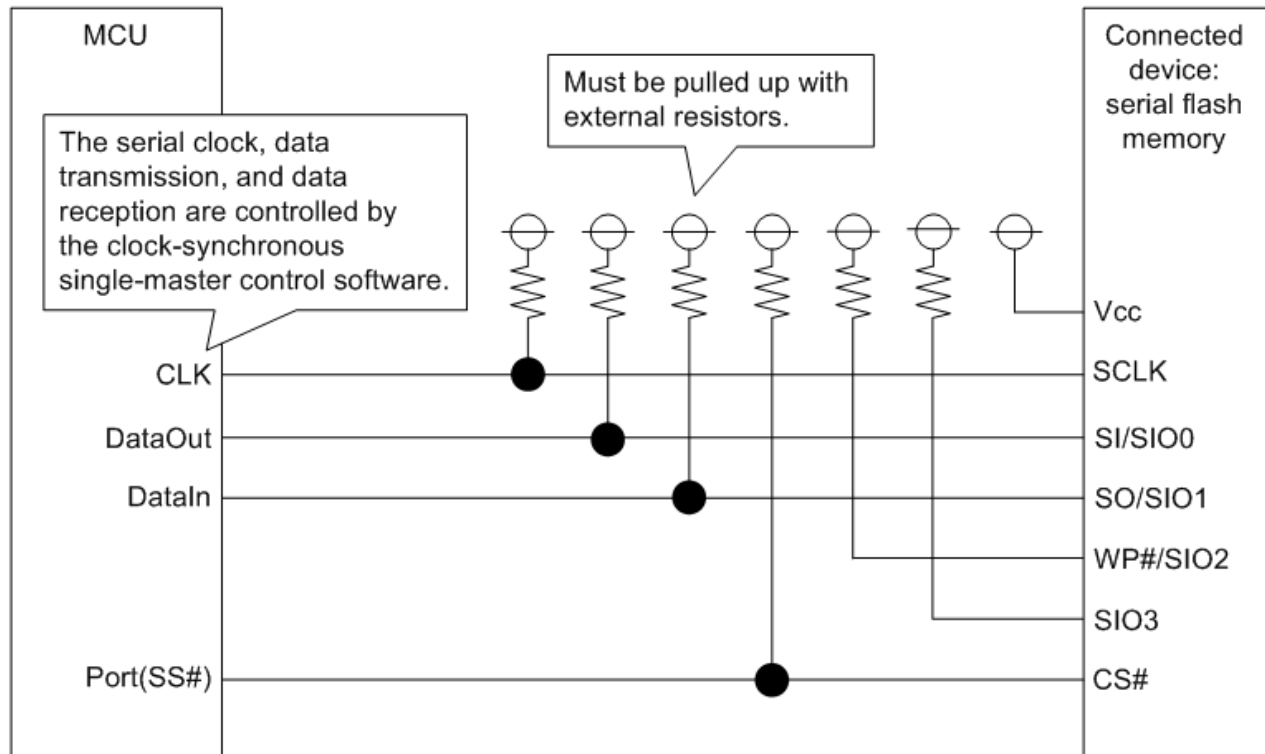 MCU
The serial clock, data
transmission, and data
reception are controlled by
the clock-synchronous
single-master control software.
Must be pulled up with
external resistors.
Connected
device:
serial flash
memory
Vcc
CLK
SCLK
DataOut
SI/SIO0
DataIn
SO/SIO1
WP#/SIO2
SIO3
Port(SS#)
CS#